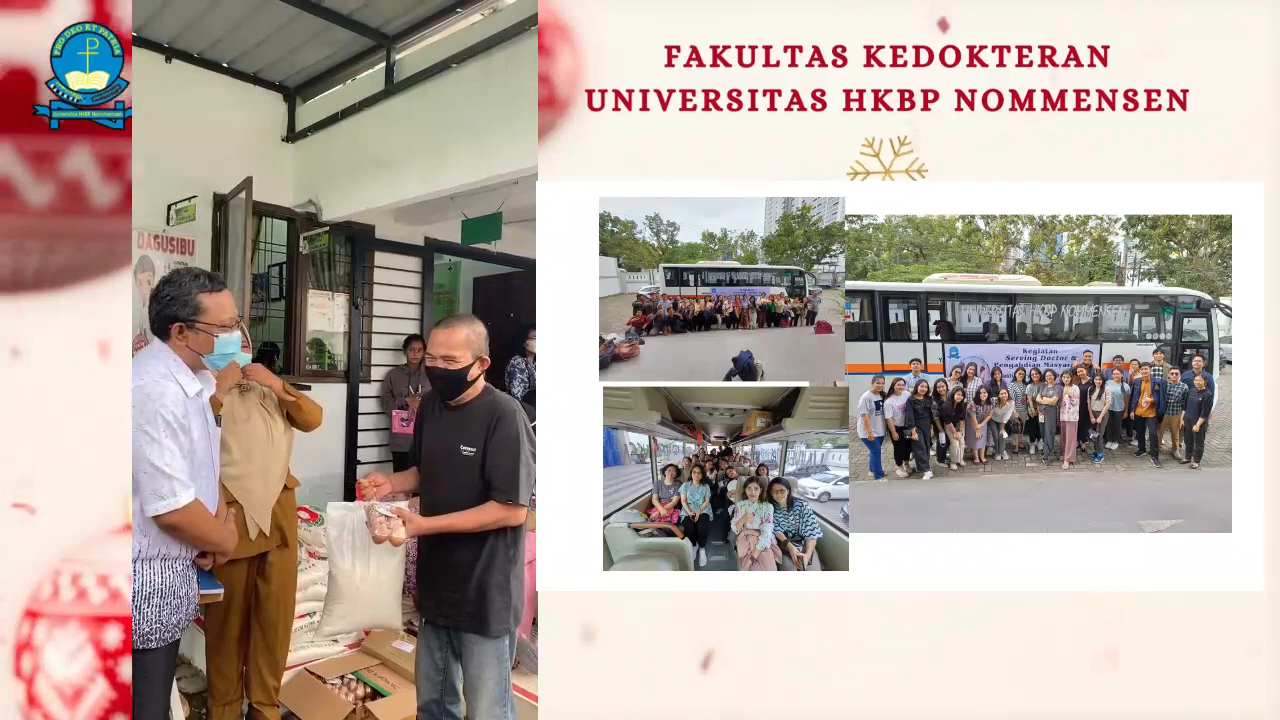 PRO DEO ET PATRIA
Universitas HKBP Nommensen
FAKULTAS KEDOKTERAN
UNIVERSITAS HKBP NOMMENSEN
DAGUSIBU
UNIVERSITAS HKBP NOMMENSEN
Kegiatan
Serving Doctor &
Pengabdian Masyar